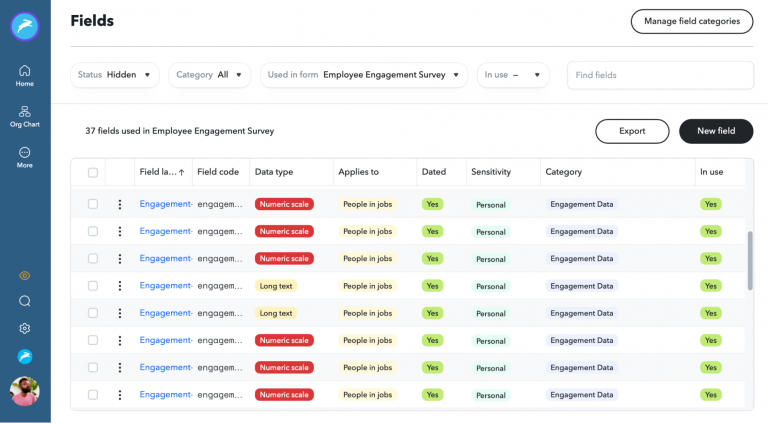 Fields
Manage field categories
Home
Org Chart
More
Status Hidden
Category All
Used in form Employee Engagement Survey
In use –
Find fields
37 fields used in Employee Engagement Survey
Export
New field
Field la... Field code Data type Applies to Dated Sensitivity Category In use
Engagement- engagem... Numeric scale People in jobs Yes Personal Engagement Data Yes
Engagement- engagem... Numeric scale People in jobs Yes Personal Engagement Data Yes
Engagement- engagem... Numeric scale People in jobs Yes Personal Engagement Data Yes
Engagement- engagem... Long text People in jobs Yes Personal Engagement Data Yes
Engagement- engagem... Long text People in jobs Yes Personal Engagement Data Yes
Engagement- engagem... Numeric scale People in jobs Yes Personal Engagement Data Yes
Engagement- engagem... Numeric scale People in jobs Yes Personal Engagement Data Yes
Engagement- engagem... Numeric scale People in jobs Yes Personal Engagement Data Yes